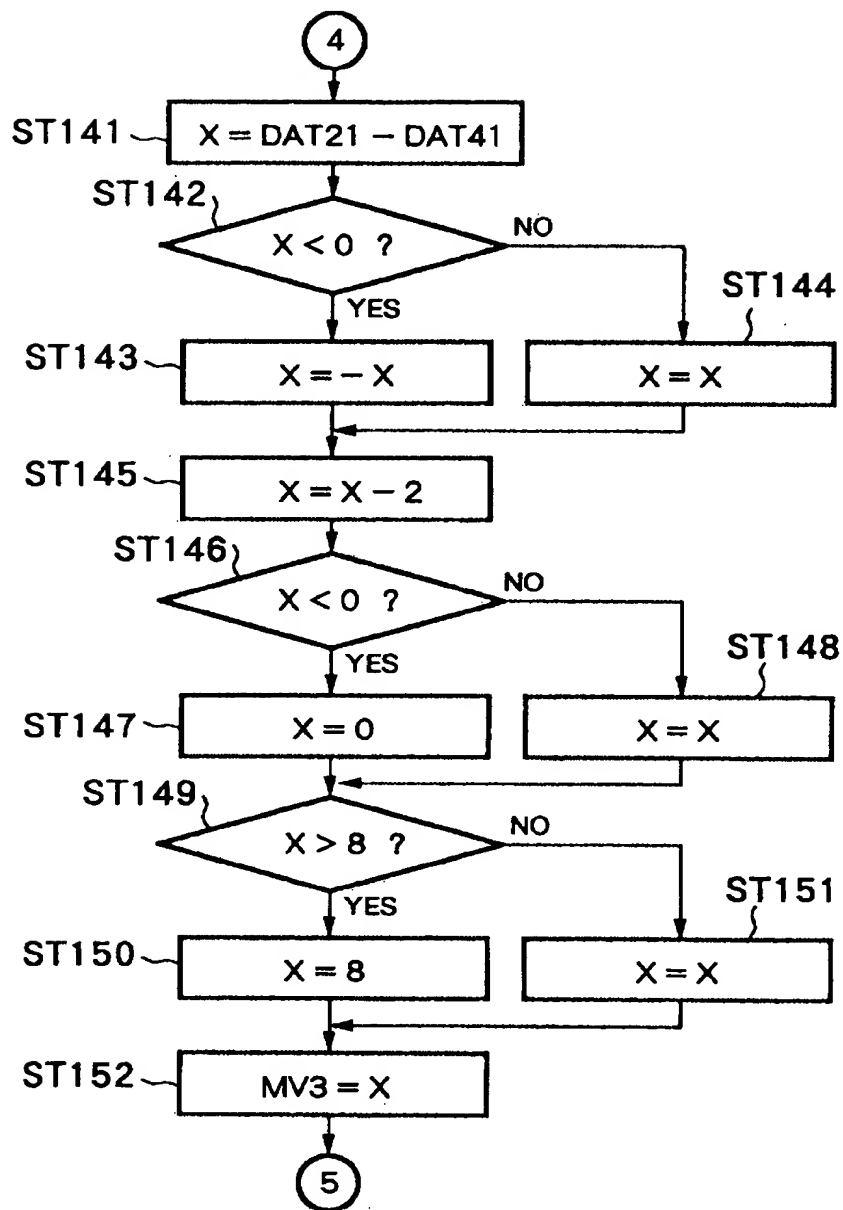 4
ST141
X = DAT21 - DAT41
ST142
X < 0 ?
NO
YES
ST144
ST143
X = - X
X = X
ST145
X = X - 2
ST146
X < 0 ?
NO
YES
ST148
ST147
X = 0
X = X
ST149
X > 8 ?
NO
YES
ST151
ST150
X = 8
X = X
ST152
MV3 = X
5